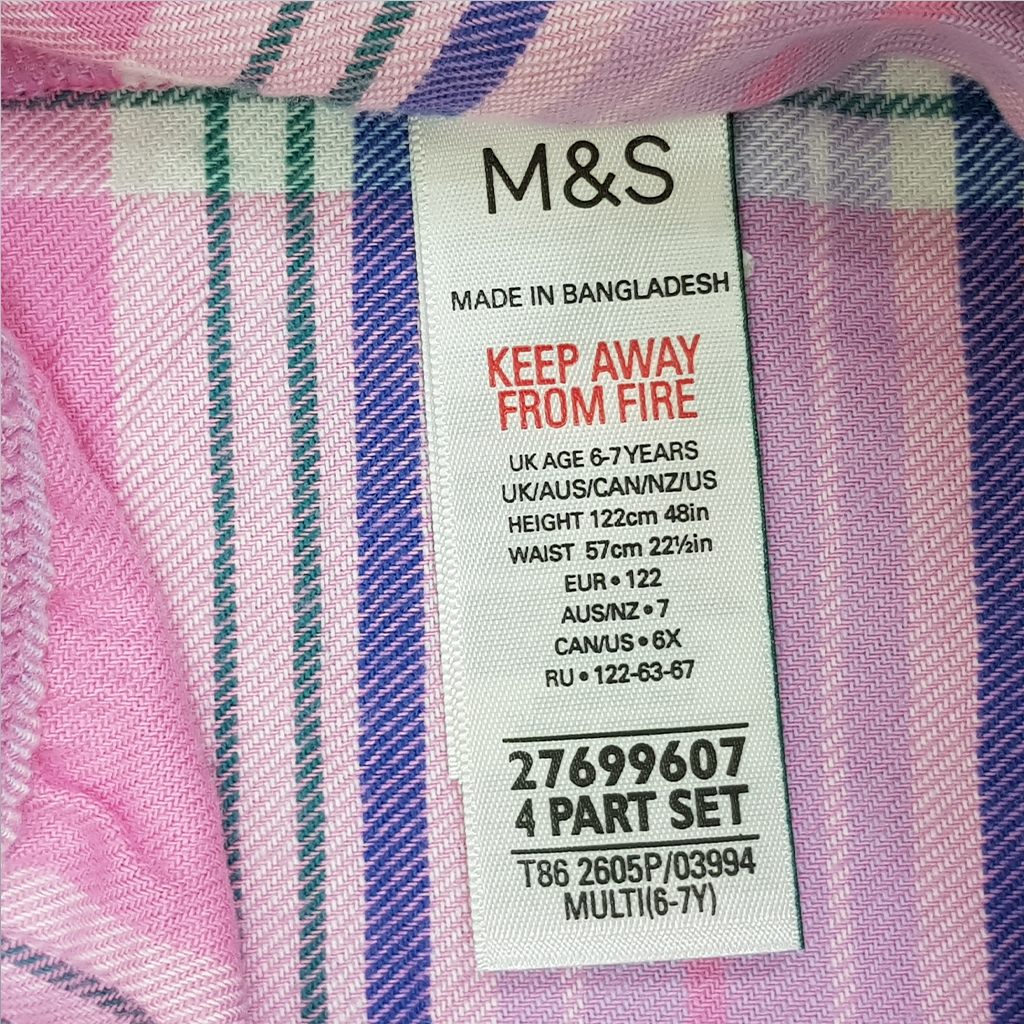 M&S
MADE IN BANGLADESH
KEEP AWAY
FROM FIRE
UK AGE 6-7 YEARS
UK/AUS/CAN/NZ/US
HEIGHT 122cm 48in
WAIST 57cm 22½in
EUR • 122
AUS/NZ • 7
CAN/US • 6X
RU • 122-63-67
27699607
4 PART SET
T86 2605P/03994
MULTI(6-7Y)